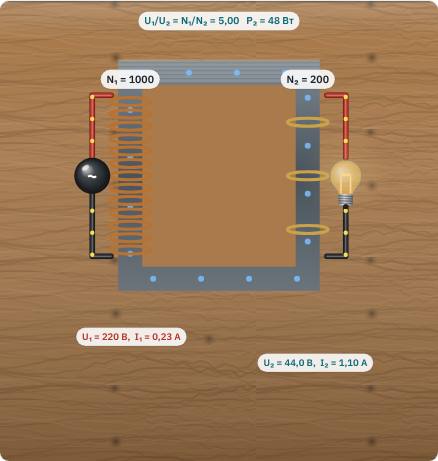 U₁/U₂ = N₁/N₂ = 5,00 P₂ = 48 Вт
N₁ = 1000
N₂ = 200
~
U₁ = 220 В, I₁ = 0,23 А
U₂ = 44,0 В, I₂ = 1,10 А